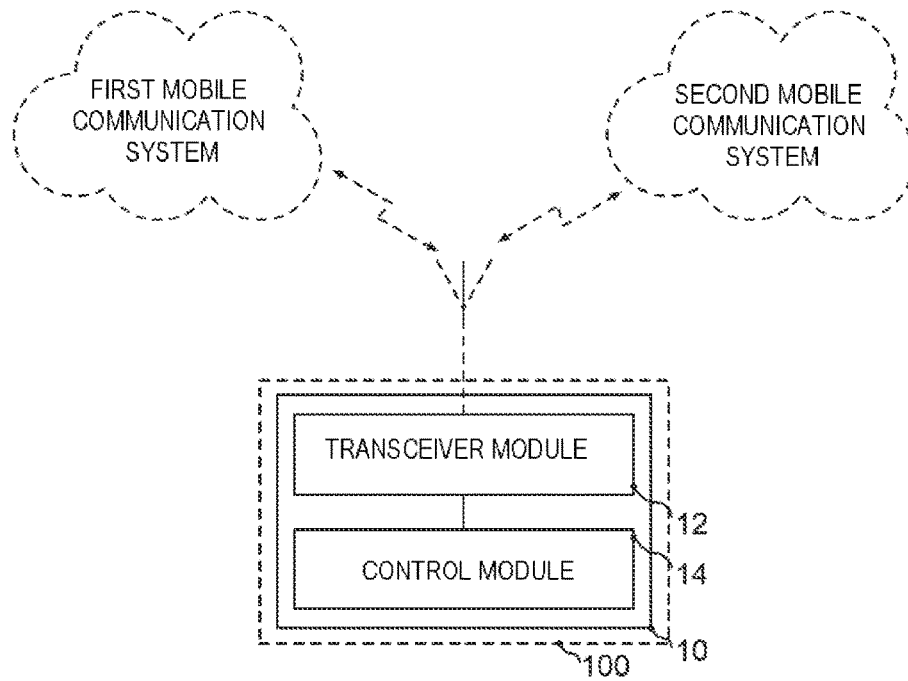 FIRST MOBILE
COMMUNICATION
SYSTEM
SECOND MOBILE
COMMUNICATION
SYSTEM
TRANSCEIVER MODULE
12
CONTROL MODULE
14
10
100